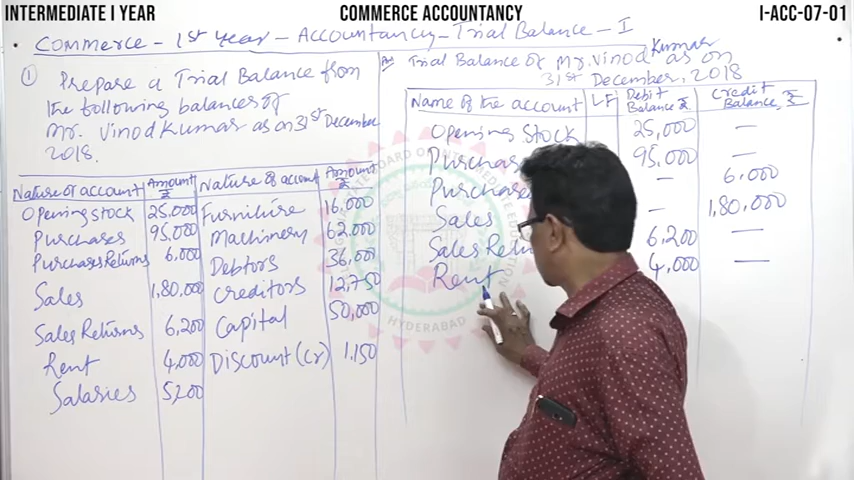 INTERMEDIATE I YEAR
COMMERCE ACCOUNTANCY
I-ACC-07-01
Commerce - 1st Year - Accountancy - Trial Balance - I
① Prepare a Trial Balance from
the following balances of
Mr. Vinod Kumar as on 31st December
2018.
Nature of account Amount ₹ Nature of account Amount ₹
Opening stock 25,000 Furniture 16,000
Purchases 95,000 Machinery 62,000
Purchases Returns 6,000 Debtors 36,000
Sales 1,80,000 Creditors 12,750
Sales Returns 6,200 Capital 50,000
Rent 4,000 Discount (Cr) 1,150
Salaries 5,200
Trial Balance of Mr. Vinod Kumar as on
31st December, 2018
Name of the account LF Debit Balance ₹ Credit Balance, ₹
Opening Stock 25,000 —
Purchas 95,000 —
Purchases — 6,000
Sales — 1,80,000
Sales Retu 6,200 —
Rent 4,000 —
HYDERABAD